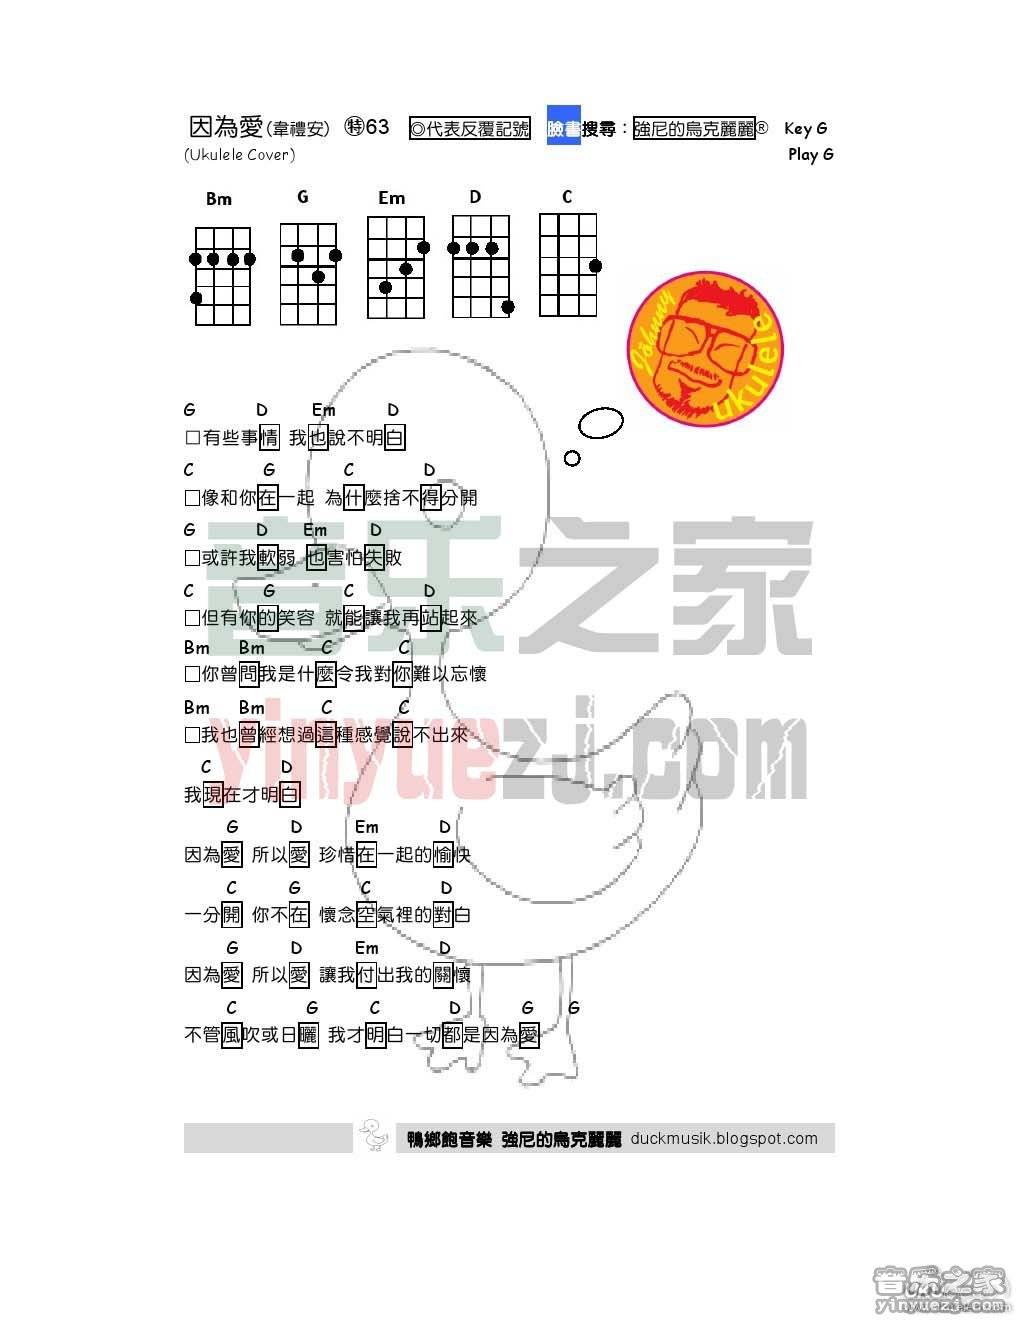 因為愛(韋禮安) ㊕63 ◎代表反覆記號 臉書搜尋：強尼的烏克麗麗® Key G
(Ukulele Cover) Play G
Bm G Em D C
Johnny ukulele
G D Em D
□有些事情 我也說不明白
C G C D
□像和你在一起 為什麼捨不得分開
G D Em D
□或許我軟弱 也害怕失敗
C G C D
□但有你的笑容 就能讓我再站起來
Bm Bm C C
□你曾問我是什麼令我對你難以忘懷
Bm Bm C C
□我也曾經想過這種感覺說不出來
C D
我現在才明白
G D Em D
因為愛 所以愛 珍惜在一起的愉快
C G C D
一分開 你不在 懷念空氣裡的對白
G D Em D
因為愛 所以愛 讓我付出我的關懷
C G C D G G
不管風吹或日曬 我才明白一切都是因為愛
音乐之家
yinyuezj.com
鴨鄉飽音樂 強尼的烏克麗麗 duckmusik.blogspot.com
音乐之家
yinyuezj.com